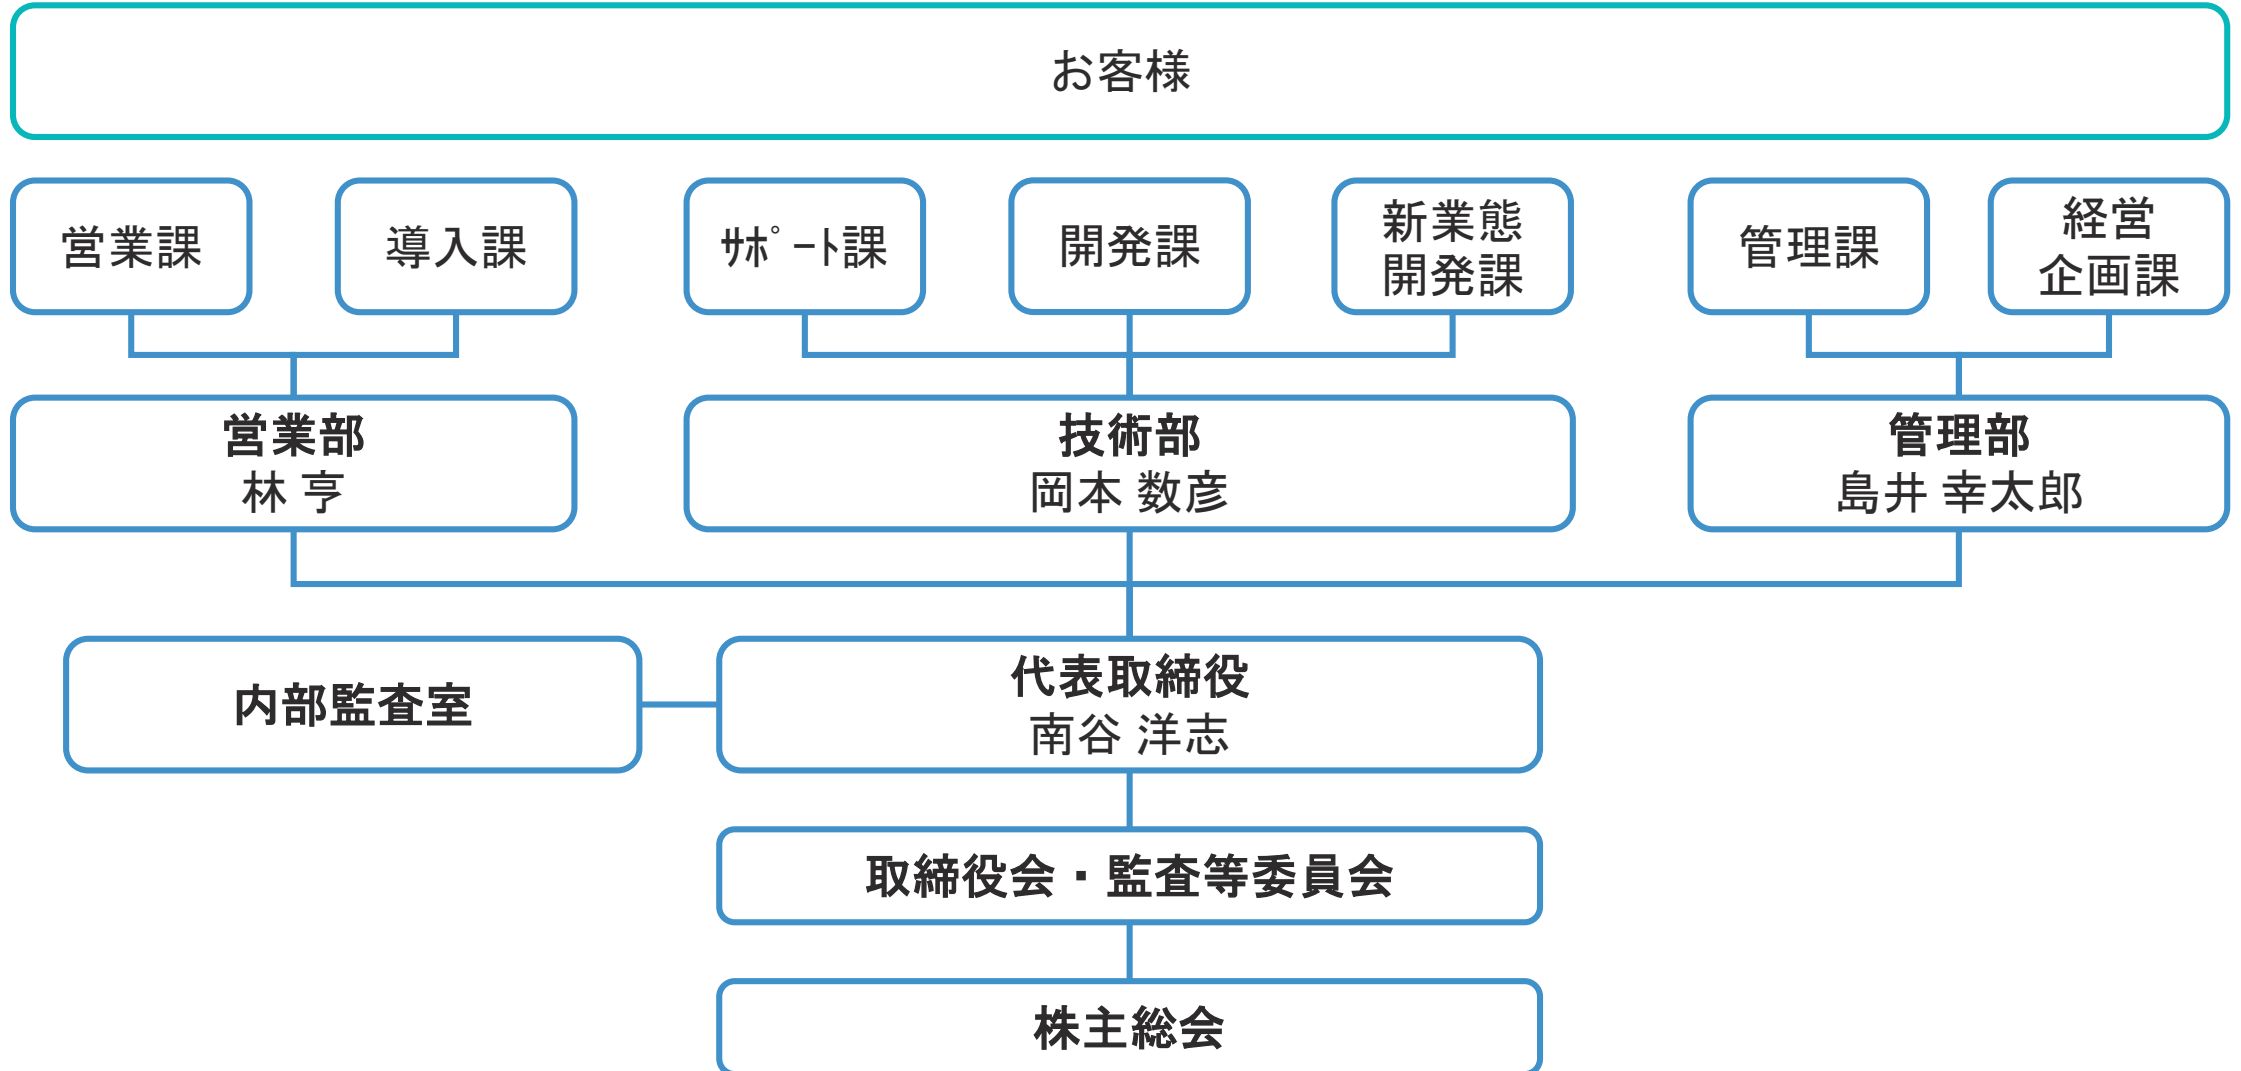 お客様
営業課
導入課
ｻﾎﾟｰﾄ課
開発課
新業態
開発課
管理課
経営
企画課
営業部
林 亨
技術部
岡本 数彦
管理部
島井 幸太郎
内部監査室
代表取締役
南谷 洋志
取締役会・監査等委員会
株主総会